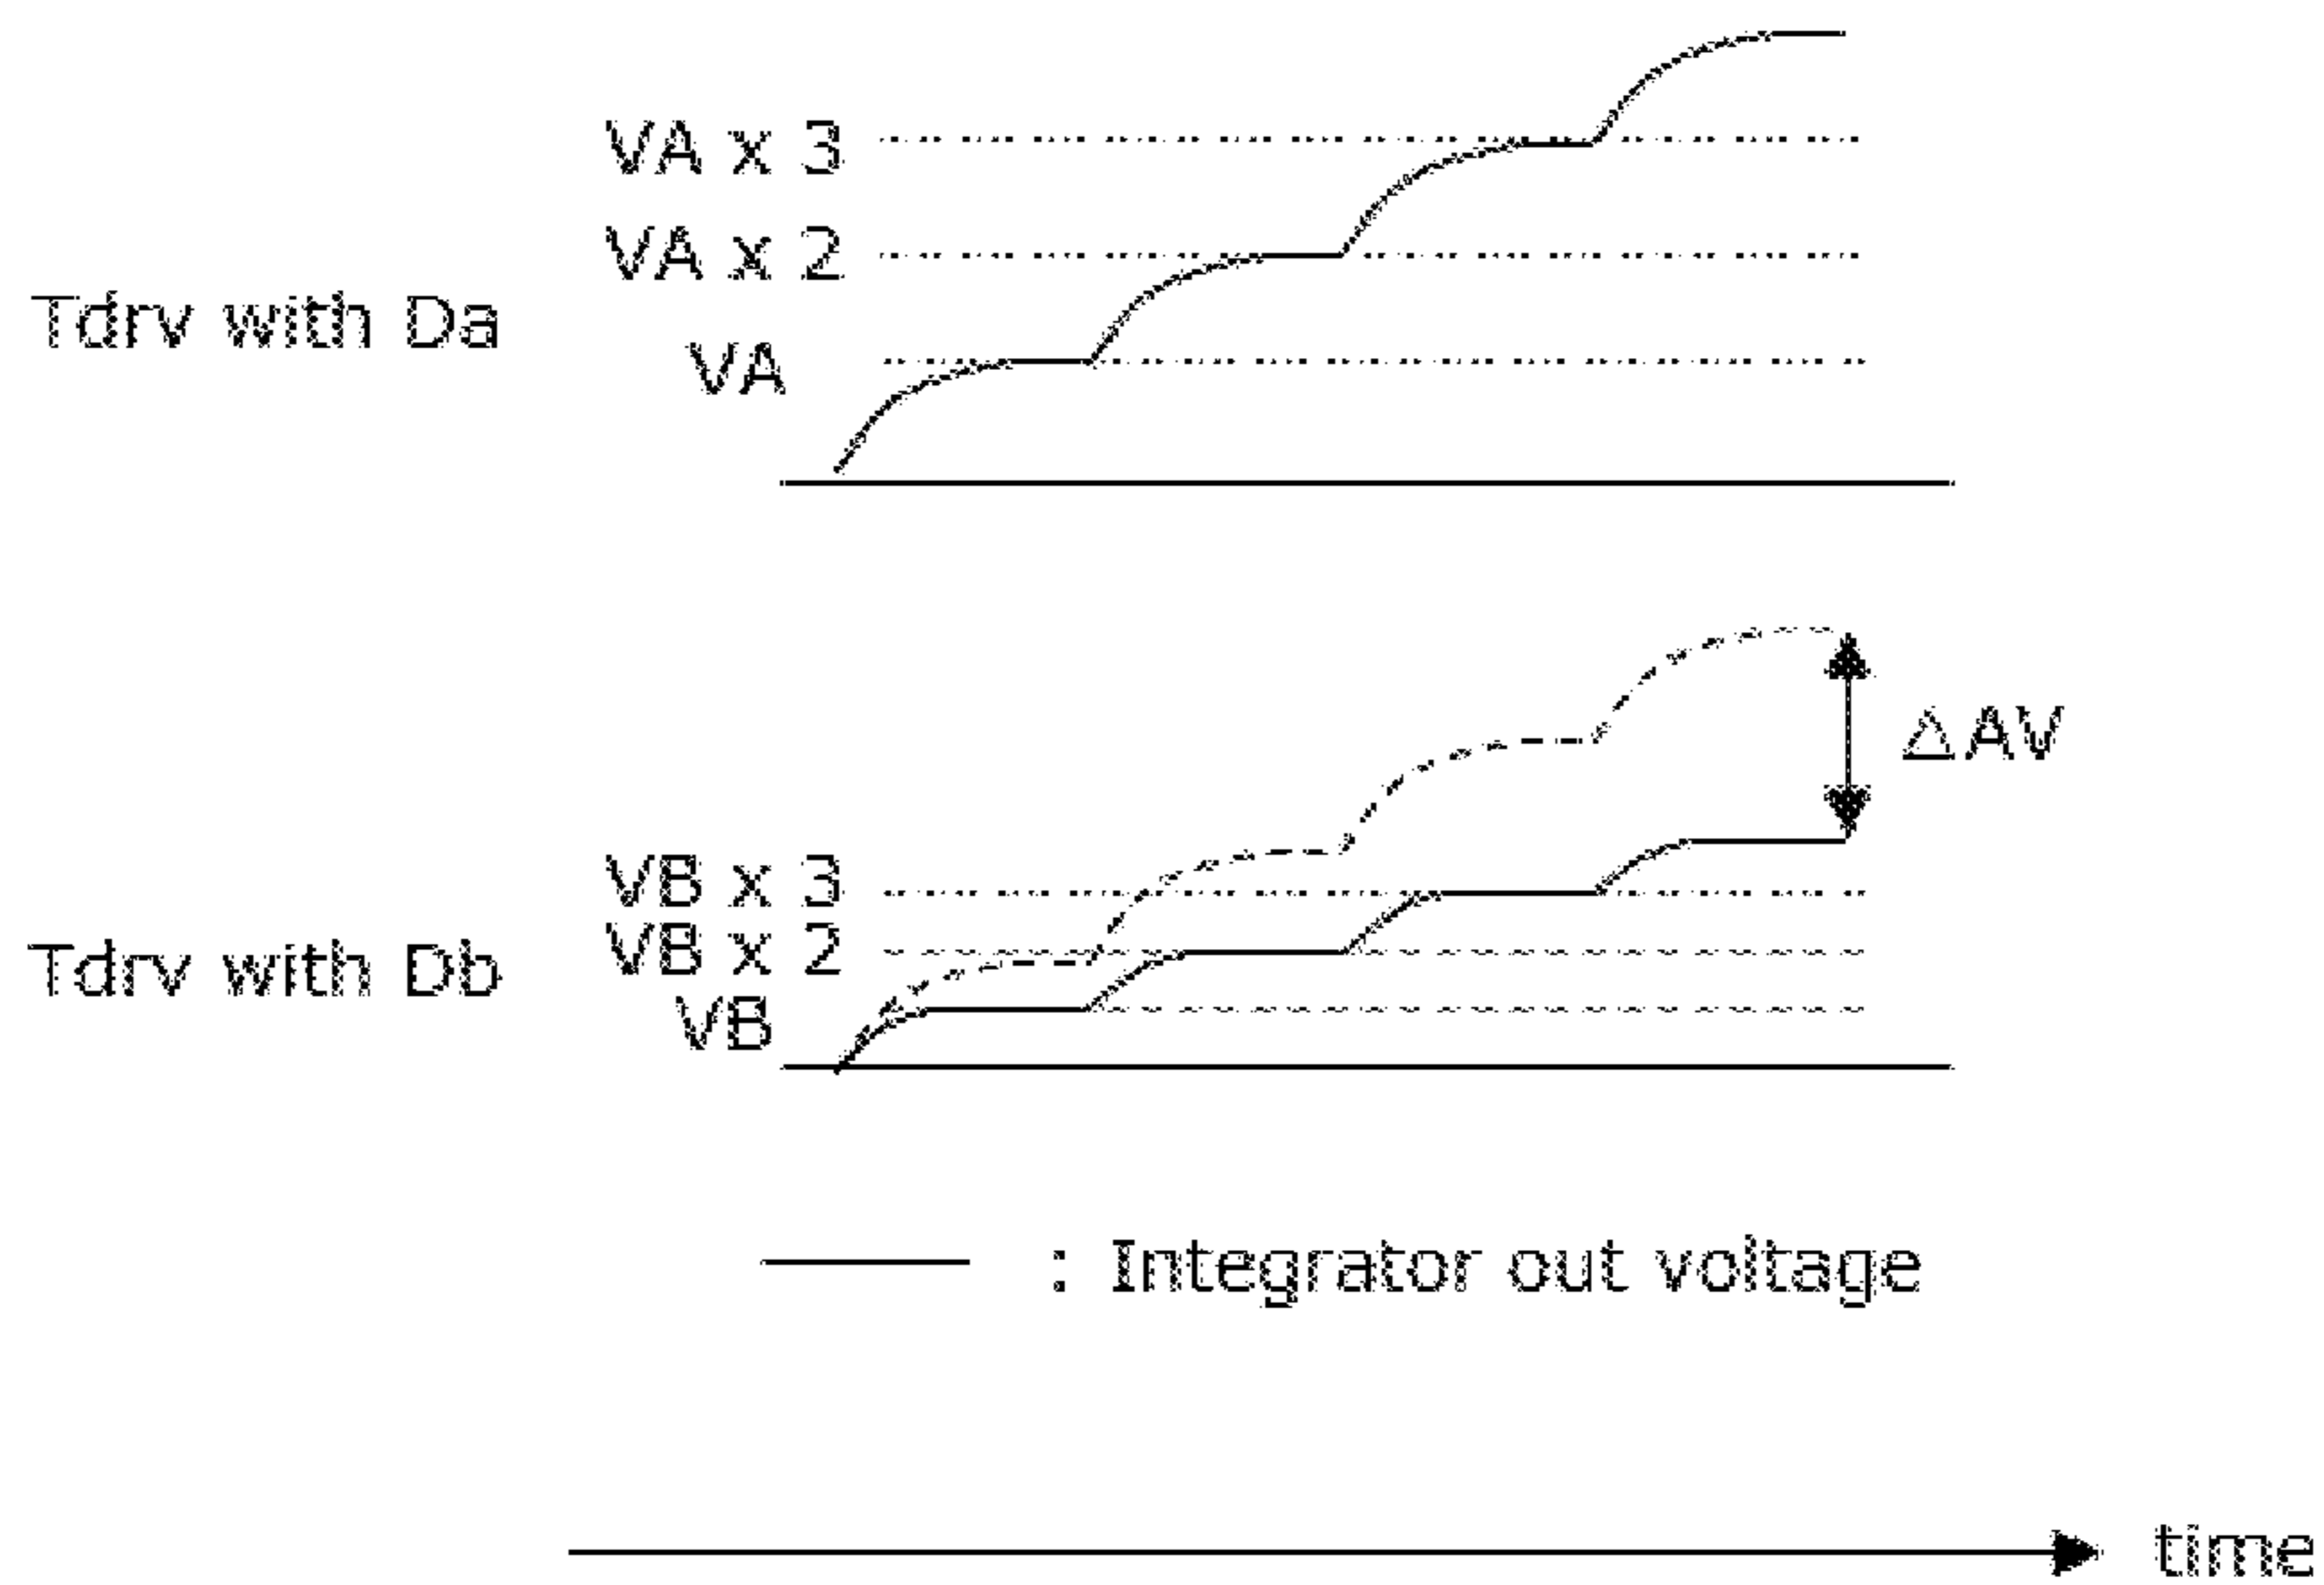 VA x 3
VA x 2
Tdrv with Da
VA
△AV
VB x 3
VB x 2
Tdrv with Db
VB
: Integrator out voltage
time